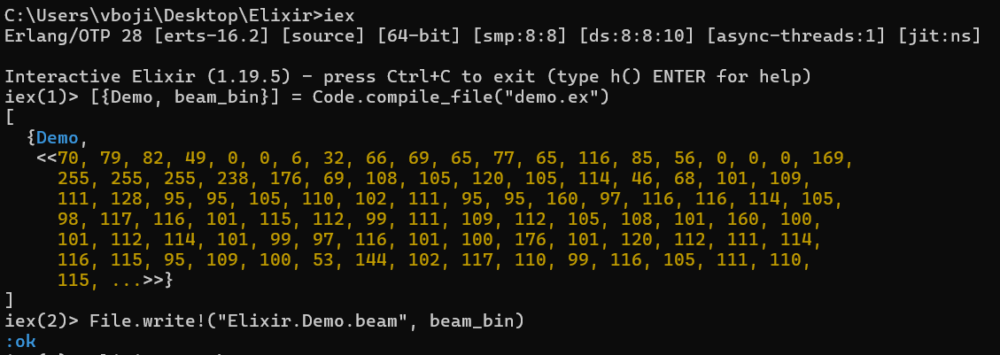 C:\Users\vboji\Desktop\Elixir>iex
Erlang/OTP 28 [erts-16.2] [source] [64-bit] [smp:8:8] [ds:8:8:10] [async-threads:1] [jit:ns]
Interactive Elixir (1.19.5) - press Ctrl+C to exit (type h() ENTER for help)
iex(1)> [{Demo, beam_bin}] = Code.compile_file("demo.ex")
[
  {Demo,
   <<70, 79, 82, 49, 0, 0, 6, 32, 66, 69, 65, 77, 65, 116, 85, 56, 0, 0, 0, 169,
     255, 255, 255, 238, 176, 69, 108, 105, 120, 105, 114, 46, 68, 101, 109,
     111, 128, 95, 95, 105, 110, 102, 111, 95, 95, 160, 97, 116, 116, 114, 105,
     98, 117, 116, 101, 115, 112, 99, 111, 109, 112, 105, 108, 101, 160, 100,
     101, 112, 114, 101, 99, 97, 116, 101, 100, 176, 101, 120, 112, 111, 114,
     116, 115, 95, 109, 100, 53, 144, 102, 117, 110, 99, 116, 105, 111, 110,
     115, ...>>}
]
iex(2)> File.write!("Elixir.Demo.beam", beam_bin)
:ok